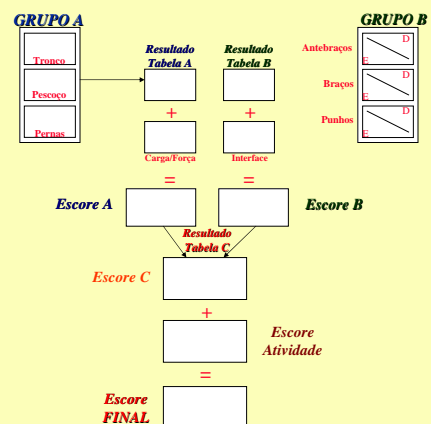 GRUPO A
GRUPO B
Resultado
Tabela A
Resultado
Tabela B
Tronco
Pescoço
Pernas
Antebraços
D
E
Braços
D
E
Punhos
D
E
+
+
Carga/Força
Interface
=
=
Escore A
Escore B
Resultado
Tabela C
Escore C
+
Escore
Atividade
=
Escore
FINAL